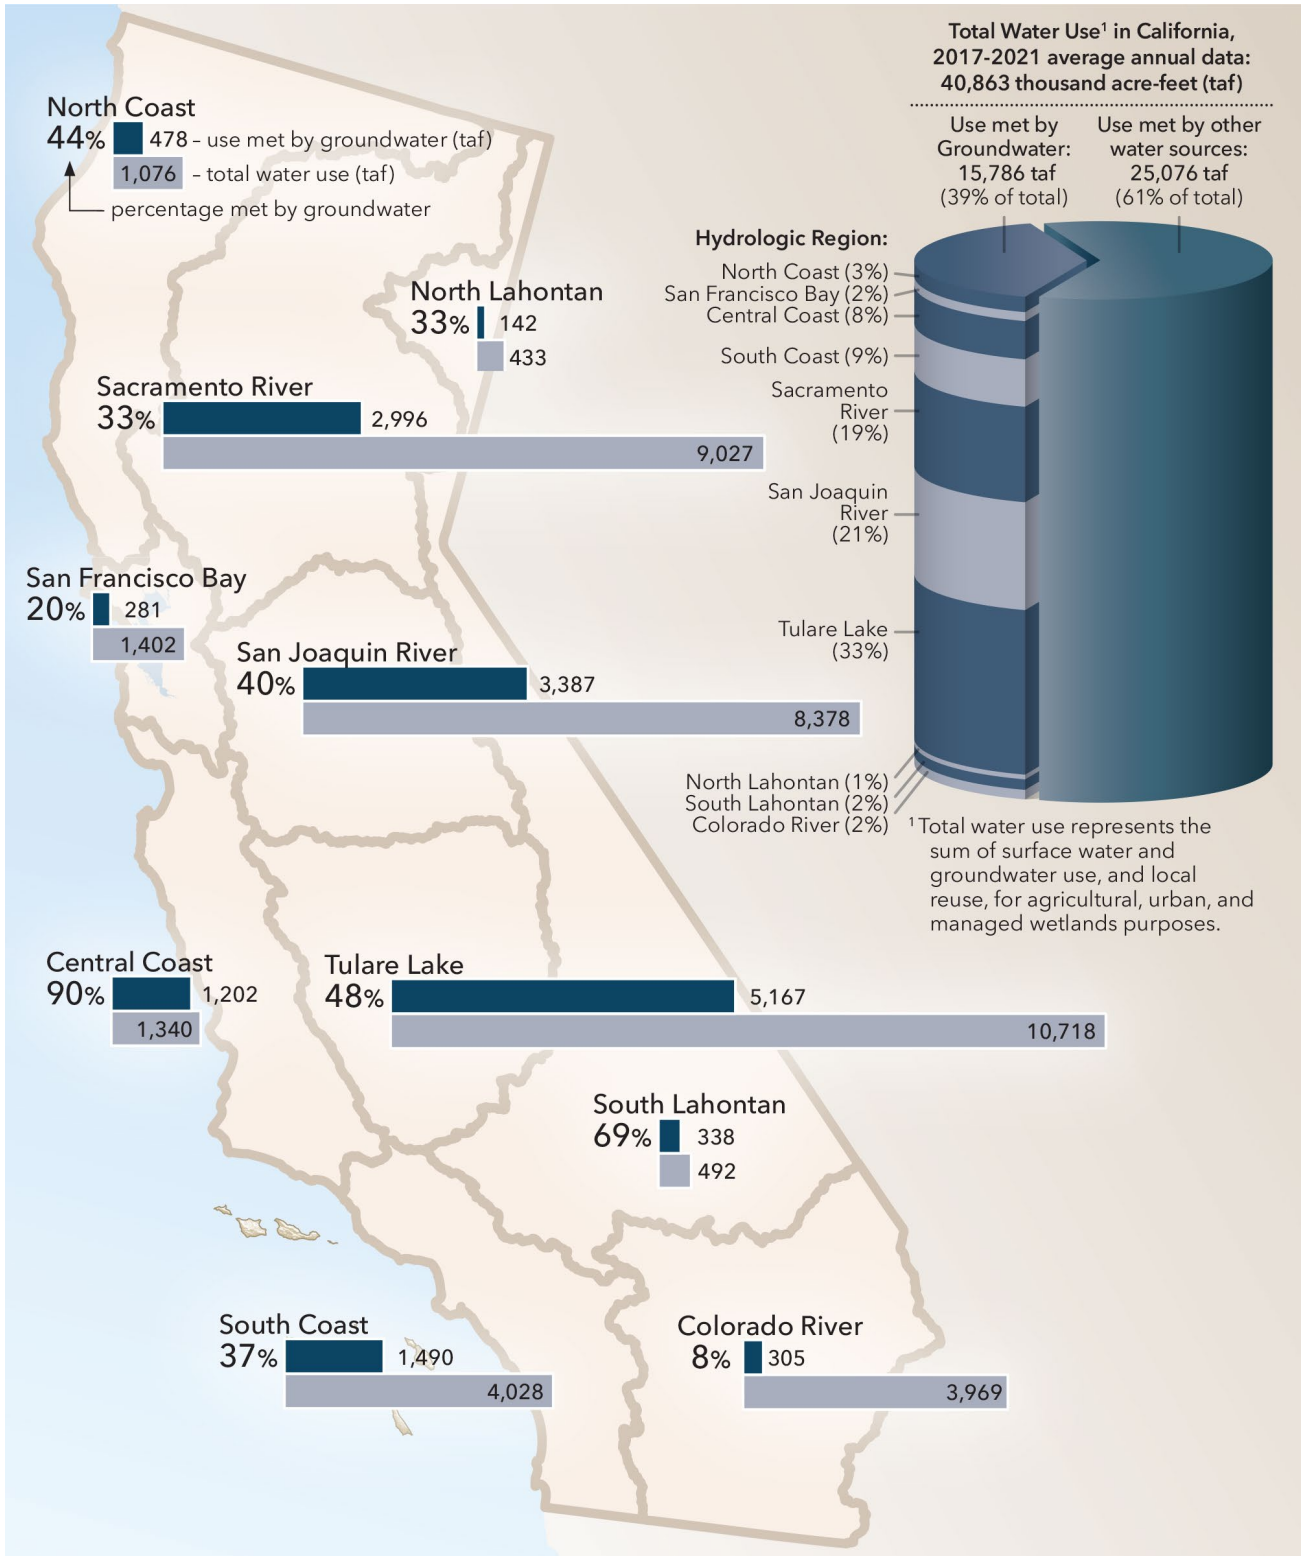 Total Water Use¹ in California,
2017-2021 average annual data:
40,863 thousand acre-feet (taf)
Use met by
Groundwater:
15,786 taf
(39% of total)
Use met by other
water sources:
25,076 taf
(61% of total)
Hydrologic Region:
North Coast (3%)
San Francisco Bay (2%)
Central Coast (8%)
South Coast (9%)
Sacramento
River
(19%)
San Joaquin
River
(21%)
Tulare Lake
(33%)
North Lahontan (1%)
South Lahontan (2%)
Colorado River (2%)
¹ Total water use represents the
sum of surface water and
groundwater use, and local
reuse, for agricultural, urban, and
managed wetlands purposes.
North Coast
44% 478 – use met by groundwater (taf)
1,076 – total water use (taf)
percentage met by groundwater
North Lahontan
33% 142
433
Sacramento River
33% 2,996
9,027
San Francisco Bay
20% 281
1,402
San Joaquin River
40% 3,387
8,378
Central Coast
90% 1,202
1,340
Tulare Lake
48% 5,167
10,718
South Lahontan
69% 338
492
South Coast
37% 1,490
4,028
Colorado River
8% 305
3,969